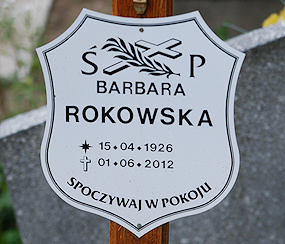 Ś P
BARBARA
ROKOWSKA
15•04•1926
01•06•2012
SPOCZYWAJ W POKOJU